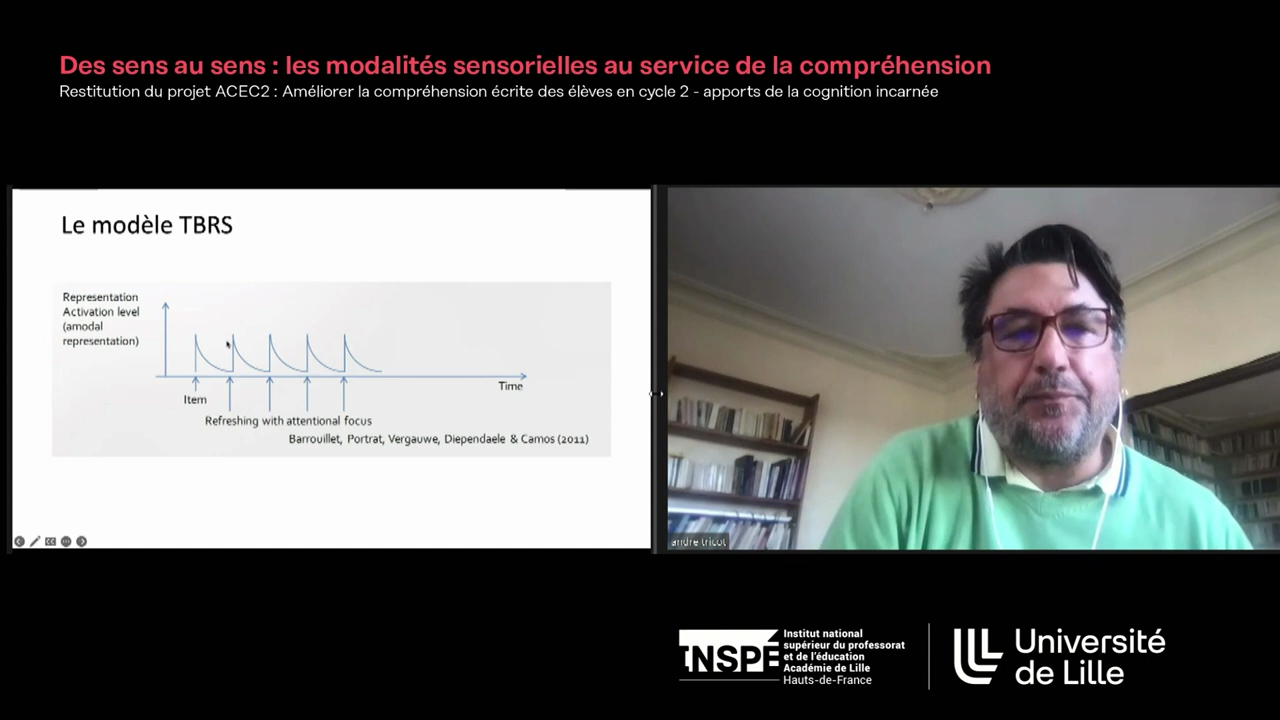 Des sens au sens : les modalités sensorielles au service de la compréhension
Restitution du projet ACEC2 : Améliorer la compréhension écrite des élèves en cycle 2 - apports de la cognition incarnée
Le modèle TBRS
Representation
Activation level
(amodal
representation)
Time
Item
Refreshing with attentional focus
Barrouillet, Portrat, Vergauwe, Diependaele & Camos (2011)
andre tricot
INSPÉ
Institut national
supérieur du professorat
et de l'éducation
Académie de Lille
Hauts-de-France
Université
de Lille